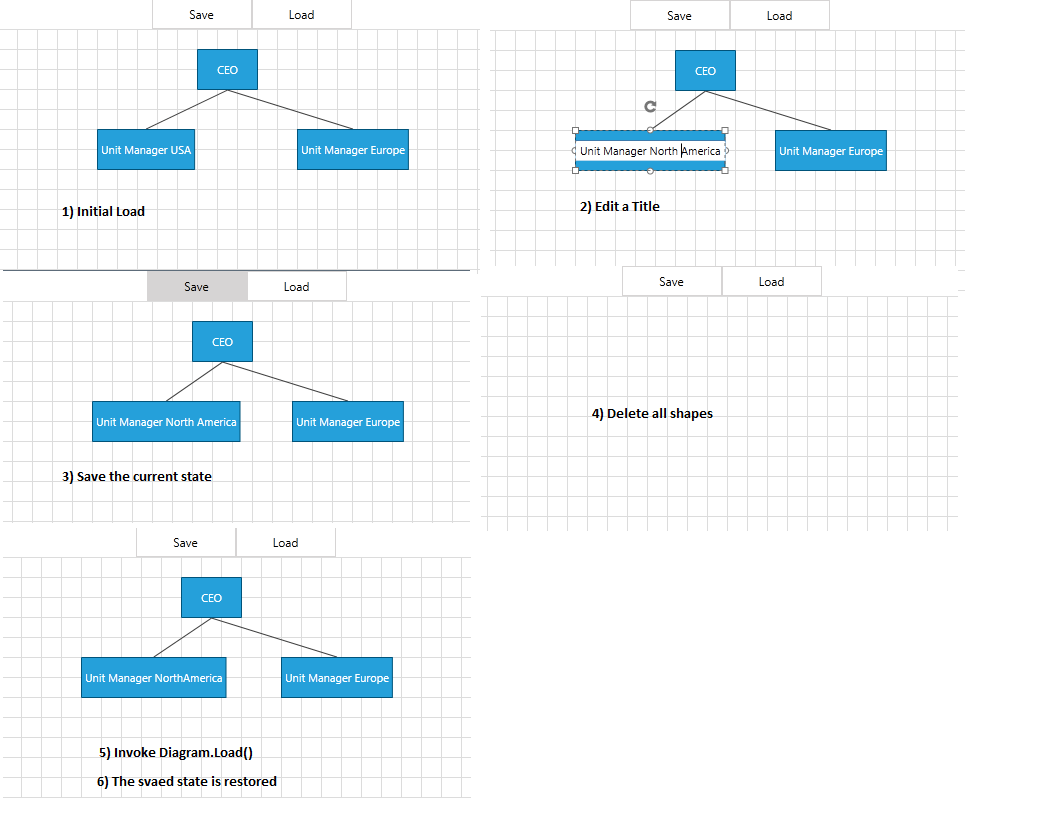 Save
Load
CEO
Unit Manager USA
Unit Manager Europe
1) Initial Load
Save
Load
CEO
Unit Manager North America
Unit Manager Europe
2) Edit a Title
Save
Load
CEO
Unit Manager North America
Unit Manager Europe
3) Save the current state
Save
Load
4) Delete all shapes
Save
Load
CEO
Unit Manager NorthAmerica
Unit Manager Europe
5) Invoke Diagram.Load()
6) The svaed state is restored